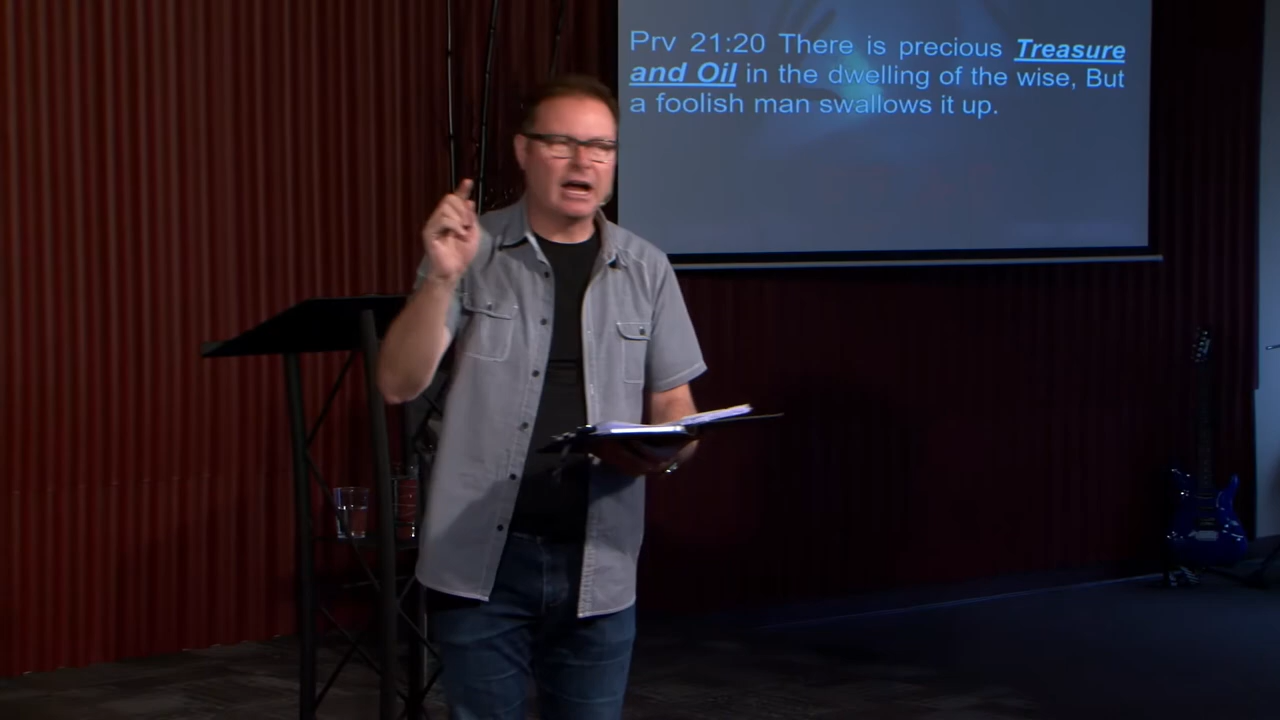 Prv 21:20 There is precious Treasure
and Oil in the dwelling of the wise, But
a foolish man swallows it up.